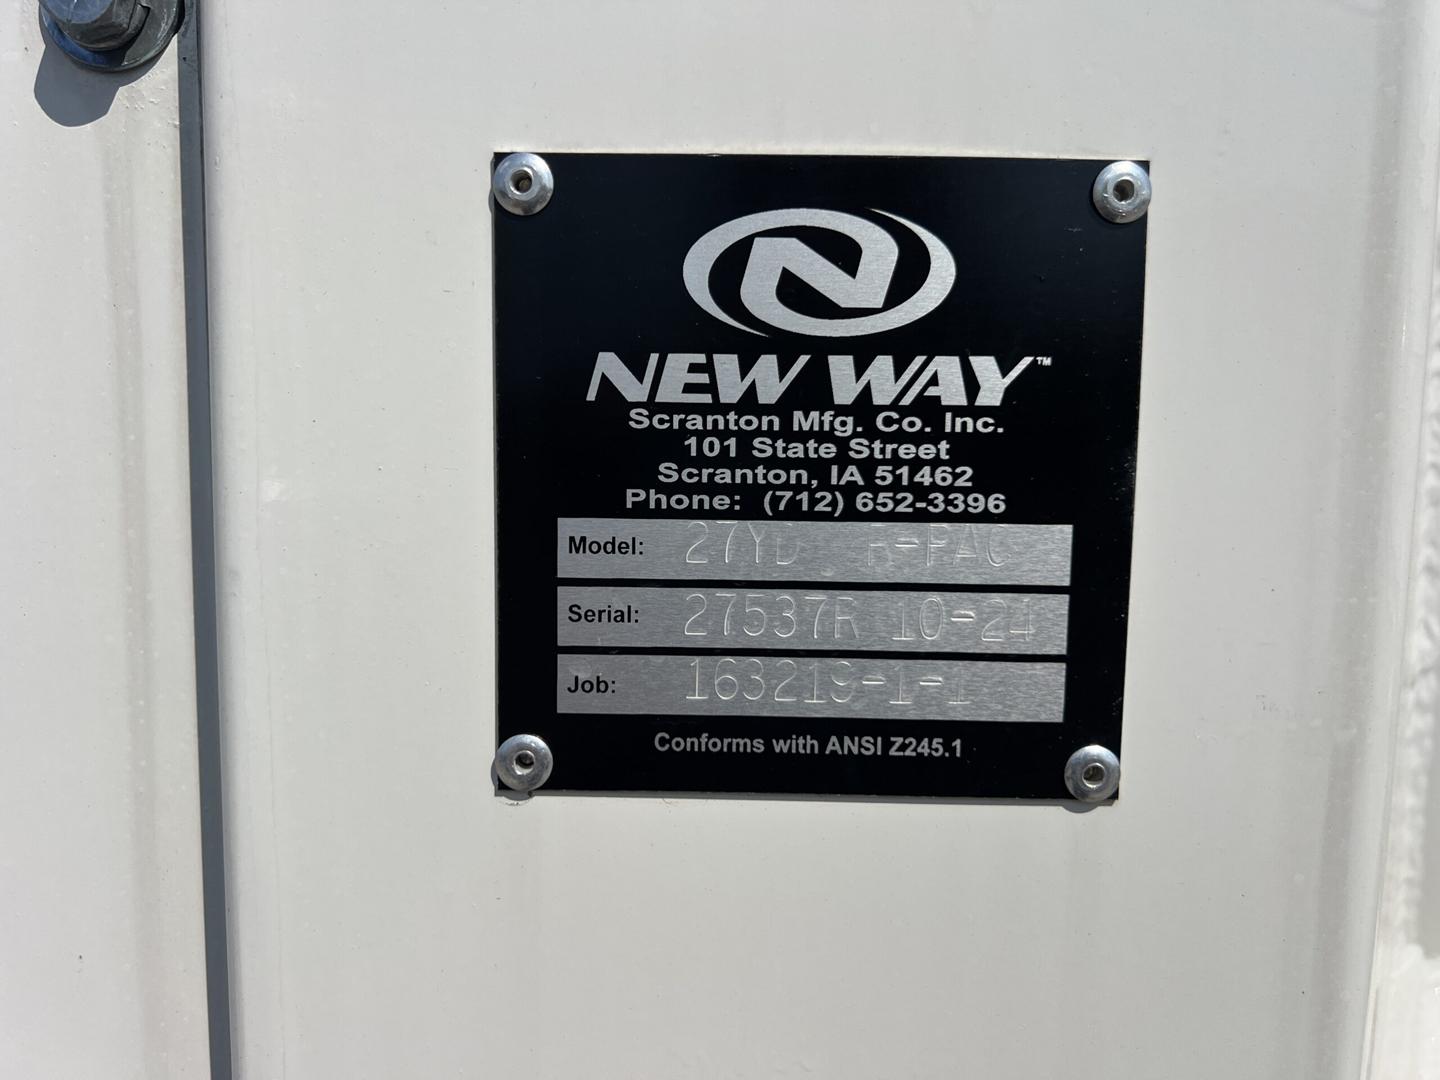 NEW WAY™
Scranton Mfg. Co. Inc.
101 State Street
Scranton, IA 51462
Phone: (712) 652-3396
Model: 27YD R-PAC
Serial: 27537R 10-24
Job: 163219-1-1
Conforms with ANSI Z245.1